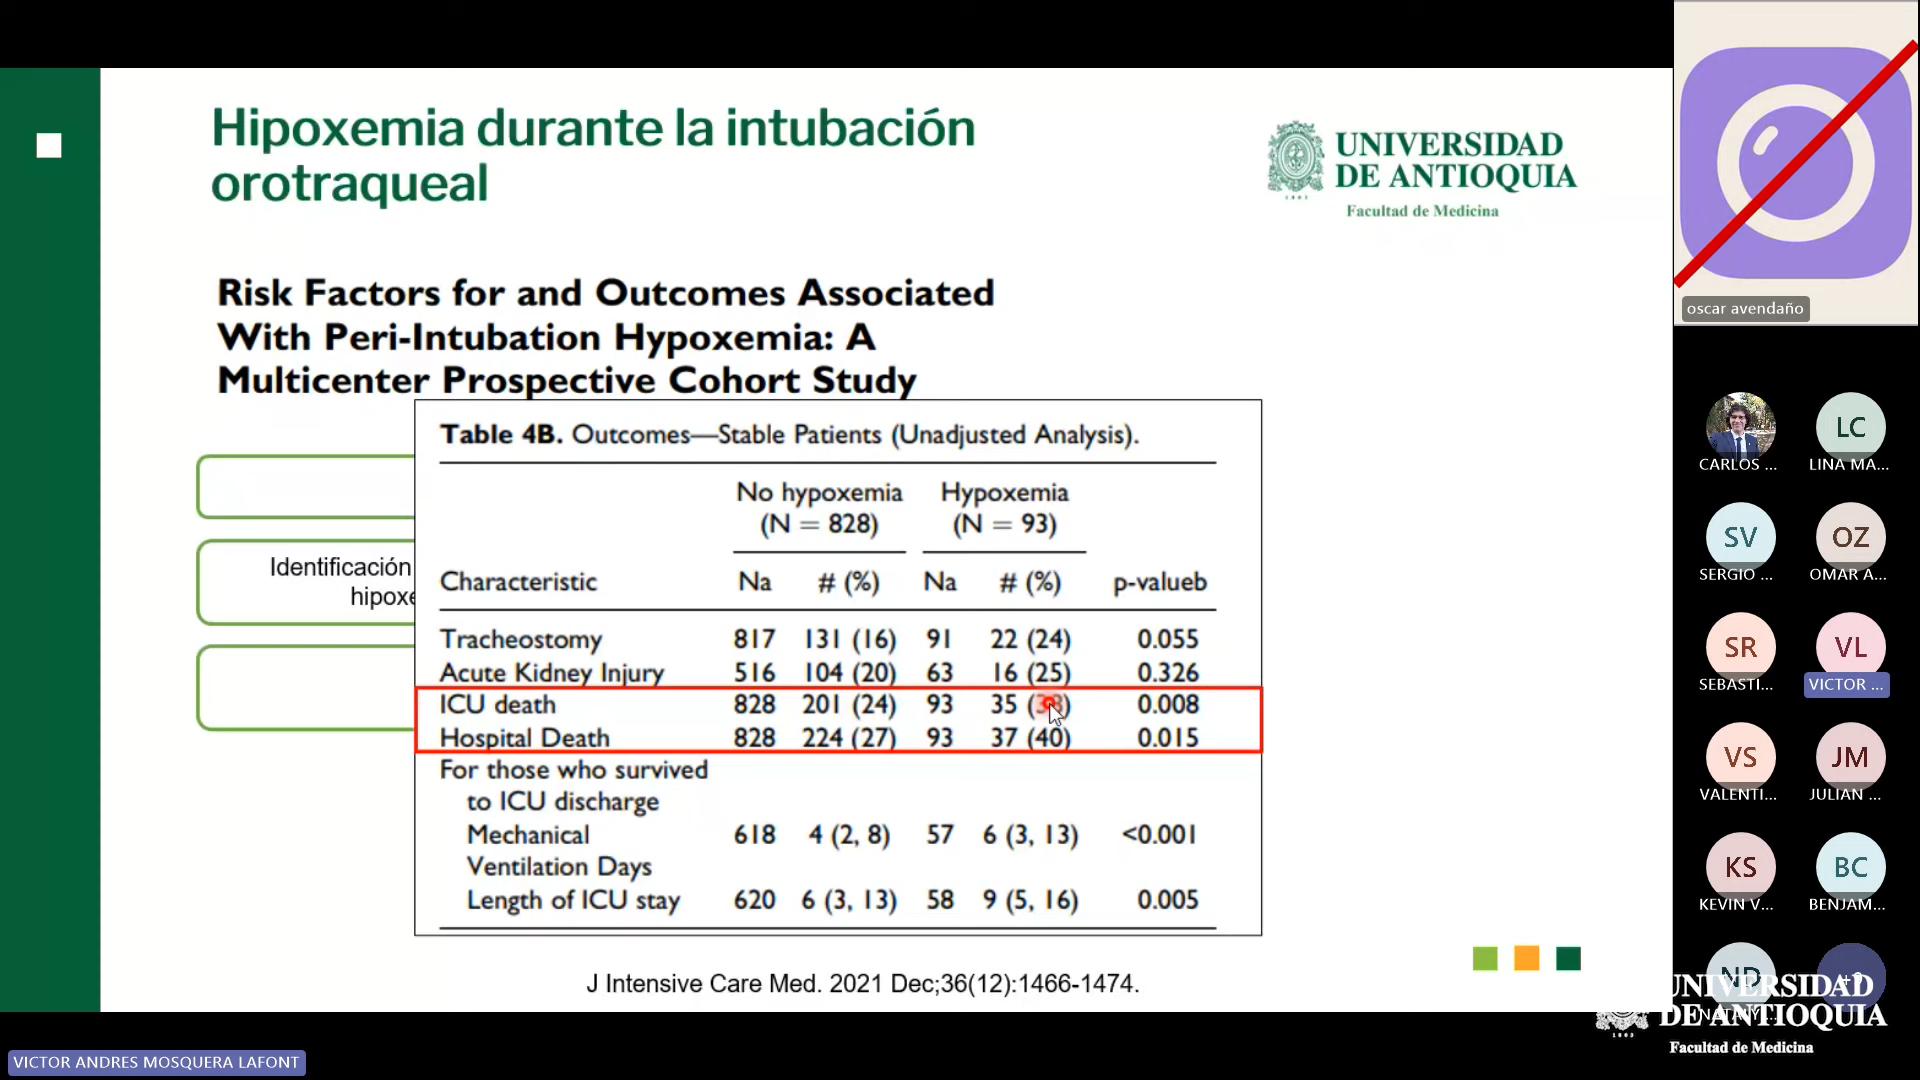 Hipoxemia durante la intubación
orotraqueal
UNIVERSIDAD
DE ANTIOQUIA
1803
Facultad de Medicina
Risk Factors for and Outcomes Associated
With Peri-Intubation Hypoxemia: A
Multicenter Prospective Cohort Study
Identificación
hipoxe
Table 4B. Outcomes—Stable Patients (Unadjusted Analysis).
No hypoxemia Hypoxemia
(N = 828) (N = 93)
Characteristic Na # (%) Na # (%) p-valueb
Tracheostomy 817 131 (16) 91 22 (24) 0.055
Acute Kidney Injury 516 104 (20) 63 16 (25) 0.326
ICU death 828 201 (24) 93 35 (38) 0.008
Hospital Death 828 224 (27) 93 37 (40) 0.015
For those who survived
to ICU discharge
Mechanical 618 4 (2, 8) 57 6 (3, 13) <0.001
Ventilation Days
Length of ICU stay 620 6 (3, 13) 58 9 (5, 16) 0.005
J Intensive Care Med. 2021 Dec;36(12):1466-1474.
oscar avendaño
CARLOS ...
LC
LINA MA...
SV
SERGIO ...
OZ
OMAR A...
SR
SEBASTI...
VL
VICTOR ...
VS
VALENTI...
JM
JULIAN ...
KS
KEVIN V...
BC
BENJAM...
ND
UNIVERSIDAD
DE ANTIOQUIA
1803
Facultad de Medicina
VICTOR ANDRES MOSQUERA LAFONT